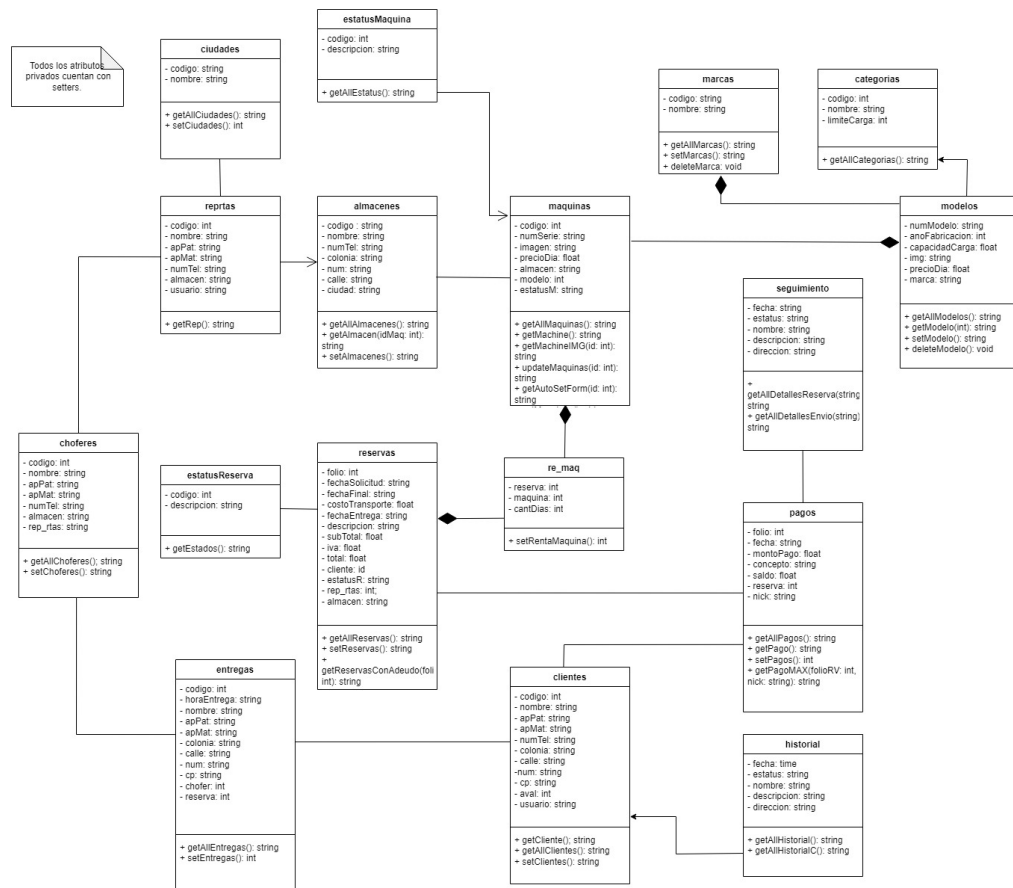 Todos los atributos
privados cuentan con
setters.
ciudades
- codigo: string
- nombre: string
+ getAllCiudades(): string
+ setCiudades(): int
estatusMaquina
- codigo: int
- descripcion: string
+ getAllEstatus(): string
marcas
- codigo: string
- nombre: string
+ getAllMarcas(): string
+ setMarcas(): string
+ deleteMarca: void
categorias
- codigo: int
- nombre: string
- limiteCarga: int
+ getAllCategorias(): string
reprtas
- codigo: int
- nombre: string
- apPat: string
- apMat: string
- numTel: string
- almacen: string
- usuario: string
+ getRep(): string
almacenes
- codigo : string
- nombre: string
- numTel: string
- colonia: string
- num: string
- calle: string
- ciudad: string
+ getAllAlmacenes(): string
+ getAlmacen(idMaq: int):
string
+ setAlmacenes(): string
maquinas
- codigo: int
- numSerie: string
- imagen: string
- precioDia: float
- almacen: string
- modelo: int
- estatusM: string
+ getAllMaquinas(): string
+ getMachine(): string
+ getMachineIMG(id: int):
string
+ updateMaquinas(id: int):
string
+ getAutoSetForm(id: int):
string
modelos
- numModelo: string
- anoFabricacion: int
- capacidadCarga: float
- img: string
- precioDia: float
- marca: string
+ getAllModelos(): string
+ getModelo(int): string
+ setModelo(): string
+ deleteModelo(): void
seguimiento
- fecha: string
- estatus: string
- nombre: string
- descripcion: string
- direccion: string
+
getAllDetallesReserva(string
string
+ getAllDetallesEnvio(string)
string
choferes
- codigo: int
- nombre: string
- apPat: string
- apMat: string
- numTel: string
- almacen: string
- rep_rtas: string
+ getAllChoferes(); string
+ setChoferes(): string
estatusReserva
- codigo: int
- descripcion: string
+ getEstados(): string
reservas
- folio: int
- fechaSolicitud: string
- fechaFinal: string
- costoTransporte: float
- fechaEntrega: string
- descripcion: string
- subTotal: float
- iva: float
- total: float
- cliente: id
- estatusR: string
- rep_rtas: int;
- almacen: string
+ getAllReservas(): string
+ setReservas(): string
+
getReservasConAdeudo(foli
int): string
re_maq
- reserva: int
- maquina: int
- cantDias: int
+ setRentaMaquina(): int
pagos
- folio: int
- fecha: string
- montoPago: float
- concepto: string
- saldo: float
- reserva: int
- nick: string
+ getAllPagos(): string
+ getPago(): string
+ setPagos(): int
+ getPagoMAX(folioRV: int,
nick: string): string
entregas
- codigo: int
- horaEntrega: string
- nombre: string
- apPat: string
- apMat: string
- colonia: string
- calle: string
- num: string
- cp: string
- chofer: int
- reserva: int
+ getAllEntregas(): string
+ setEntregas(): int
clientes
- codigo: int
- nombre: string
- apPat: string
- apMat: string
- numTel: string
- colonia: string
- calle: string
-num: string
- cp: string
- aval: int
- usuario: string
+ getCliente(); string
+ getAllClientes(): string
+ setClientes(): string
historial
- fecha: time
- estatus: string
- nombre: string
- descripcion: string
- direccion: string
+ getAllHistorial(): string
+ getAllHistorialC(): string